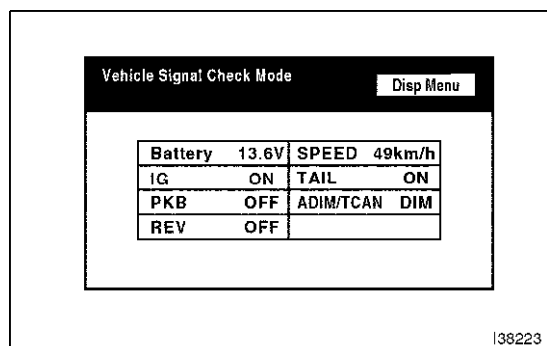 Vehicle Signal Check Mode
Disp Menu
Battery 13.6V SPEED 49km/h
IG ON TAIL ON
PKB OFF ADIM/TCAN DIM
REV OFF
I38223